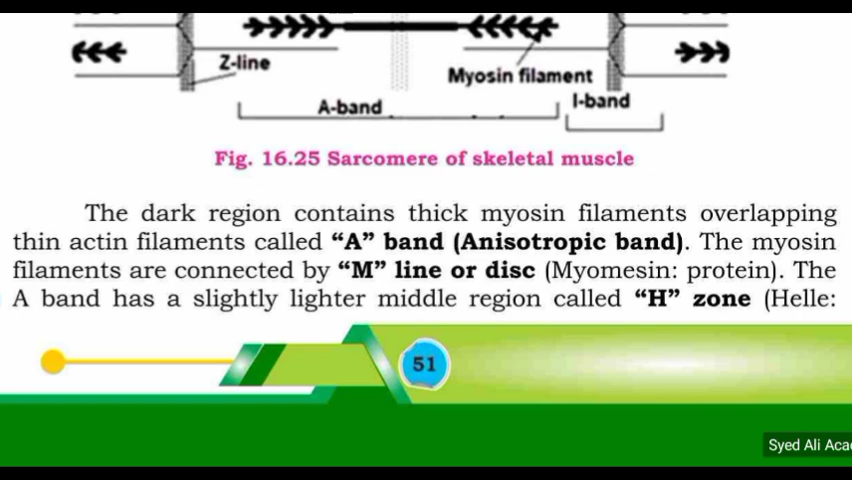 Z-line
Myosin filament
A-band
I-band
Fig. 16.25 Sarcomere of skeletal muscle
The dark region contains thick myosin filaments overlapping
thin actin filaments called “A” band (Anisotropic band). The myosin
filaments are connected by “M” line or disc (Myomesin: protein). The
A band has a slightly lighter middle region called “H” zone (Helle:
51
Syed Ali